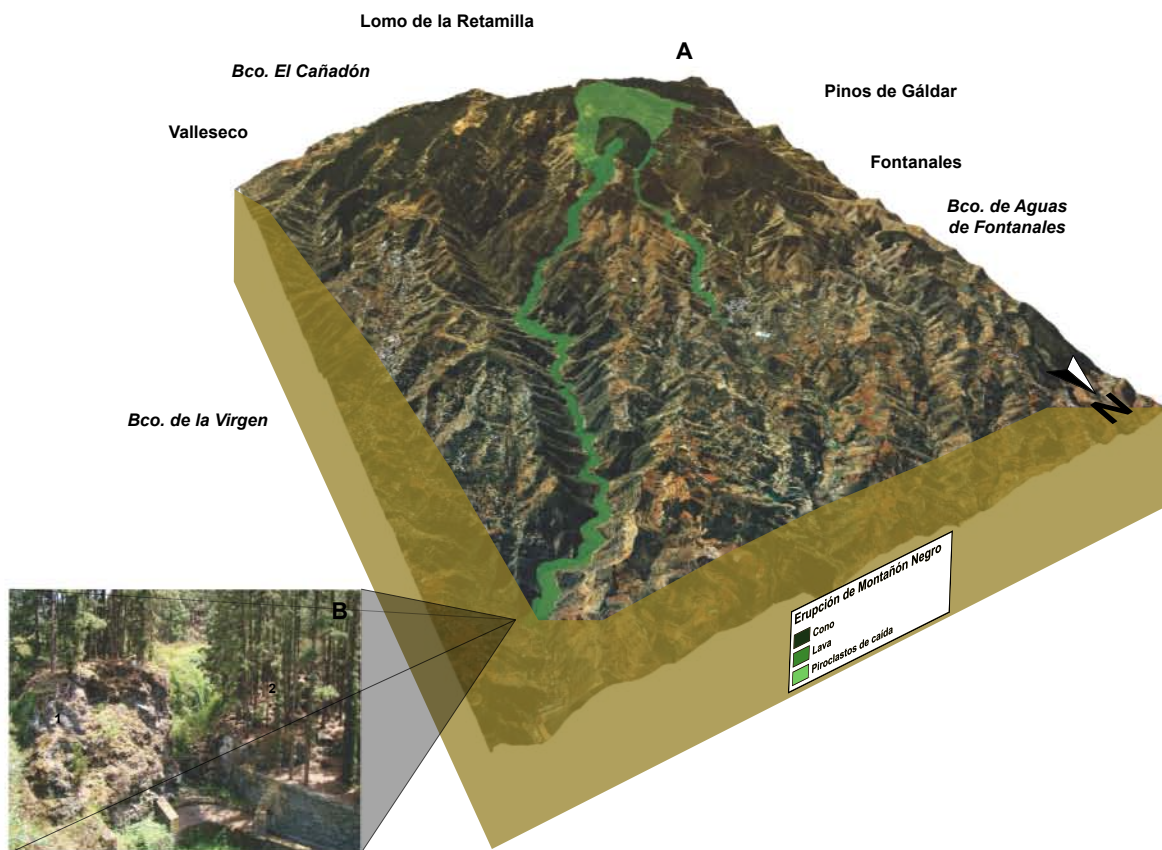 Lomo de la Retamilla
A
Bco. El Cañadón
Pinos de Gáldar
Valleseco
Fontanales
Bco. de Aguas
de Fontanales
N
Bco. de la Virgen
Erupción de Montañón Negro
Cono
Lava
Piroclastos de caída
B
2
1